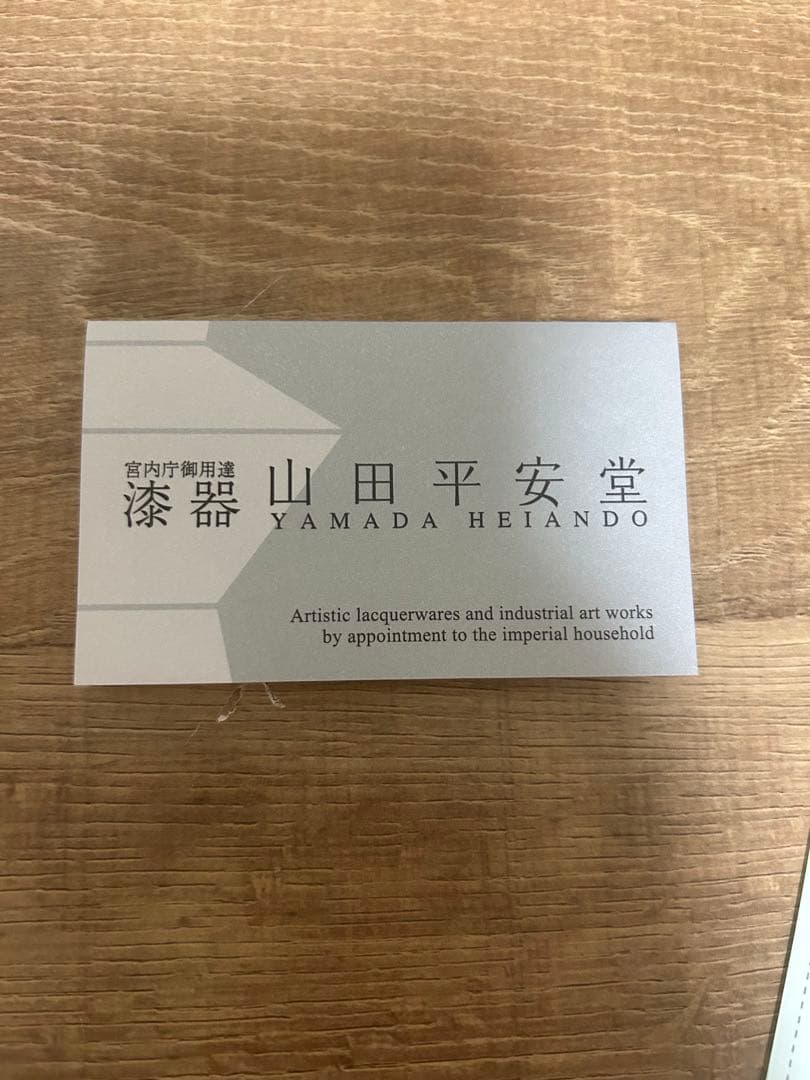 宮内庁御用達
漆器 山田平安堂
YAMADA HEIANDO
Artistic lacquerwares and industrial art works
by appointment to the imperial household